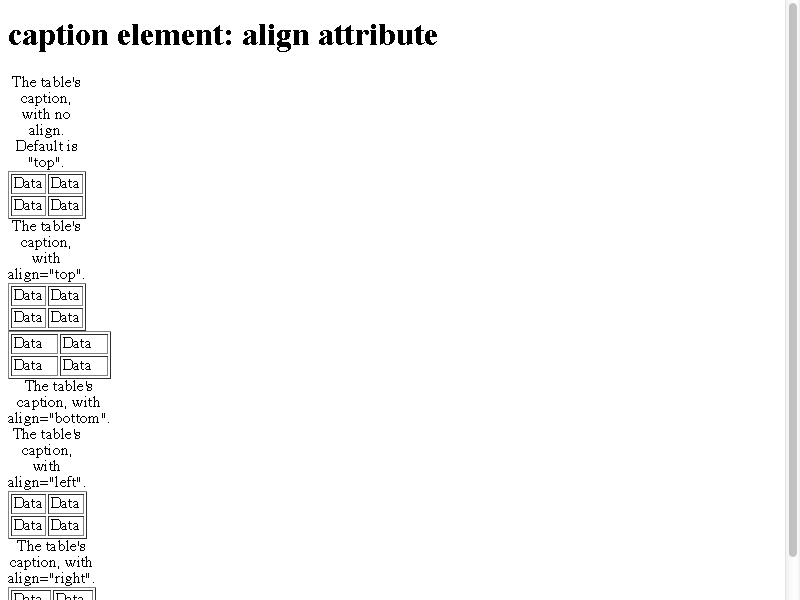 caption element: align attribute
The table's
caption,
with no
align.
Default is
"top".
Data Data
Data Data
The table's
caption,
with
align="top".
Data Data
Data Data
Data Data
Data Data
The table's
caption, with
align="bottom".
The table's
caption,
with
align="left".
Data Data
Data Data
The table's
caption, with
align="right".
Data Data